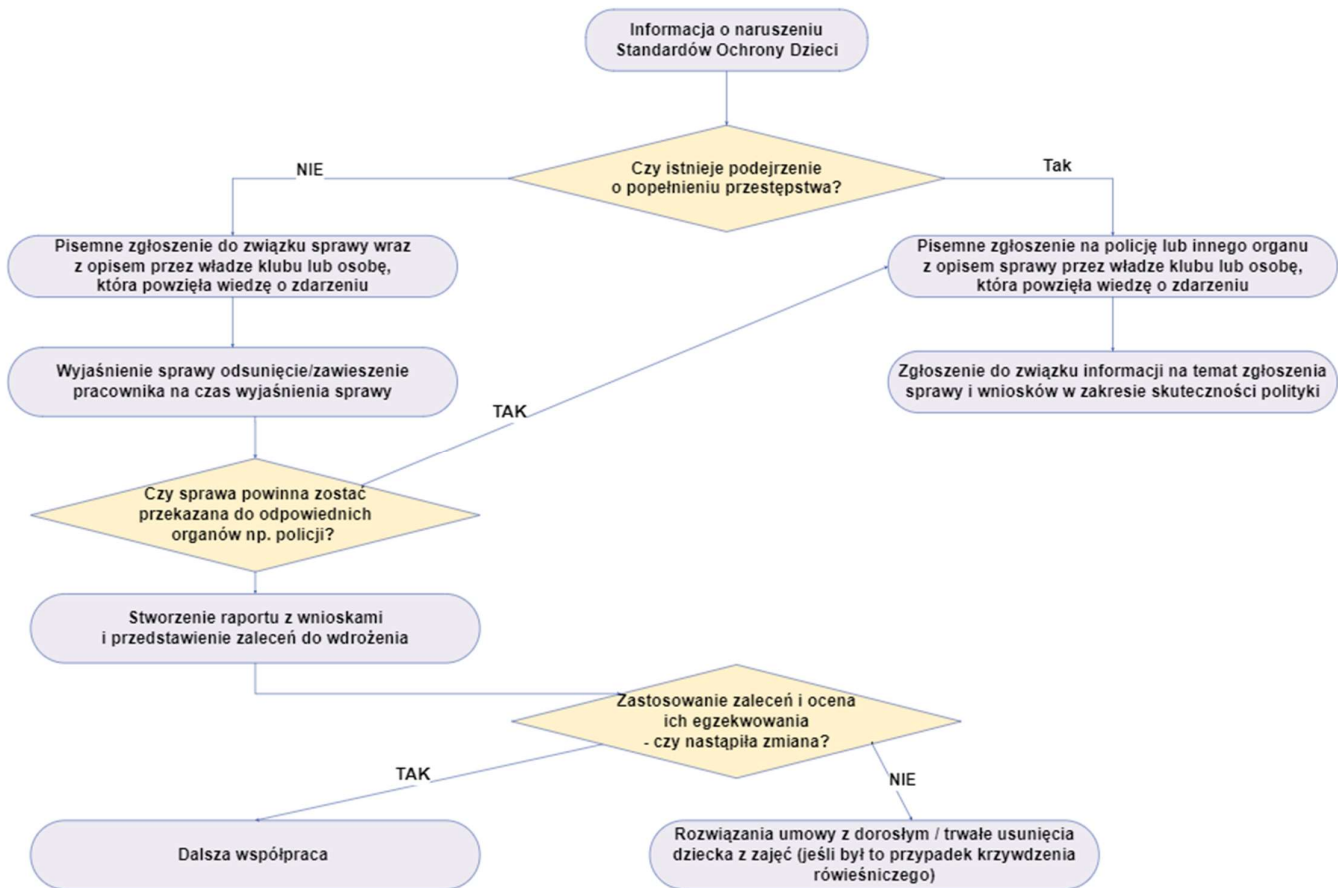 Informacja o naruszeniu
Standardów Ochrony Dzieci
Czy istnieje podejrzenie
o popełnieniu przestępstwa?
NIE
Tak
Pisemne zgłoszenie do związku sprawy wraz
z opisem przez władze klubu lub osobę,
która powzięła wiedzę o zdarzeniu
Pisemne zgłoszenie na policję lub innego organu
z opisem sprawy przez władze klubu lub osobę,
która powzięła wiedzę o zdarzeniu
Wyjaśnienie sprawy odsunięcie/zawieszenie
pracownika na czas wyjaśnienia sprawy
Zgłoszenie do związku informacji na temat zgłoszenia
sprawy i wniosków w zakresie skuteczności polityki
TAK
Czy sprawa powinna zostać
przekazana do odpowiednich
organów np. policji?
Stworzenie raportu z wnioskami
i przedstawienie zaleceń do wdrożenia
Zastosowanie zaleceń i ocena
ich egzekwowania
- czy nastąpiła zmiana?
TAK
NIE
Dalsza współpraca
Rozwiązania umowy z dorosłym / trwałe usunięcia
dziecka z zajęć (jeśli był to przypadek krzywdzenia
rówieśniczego)